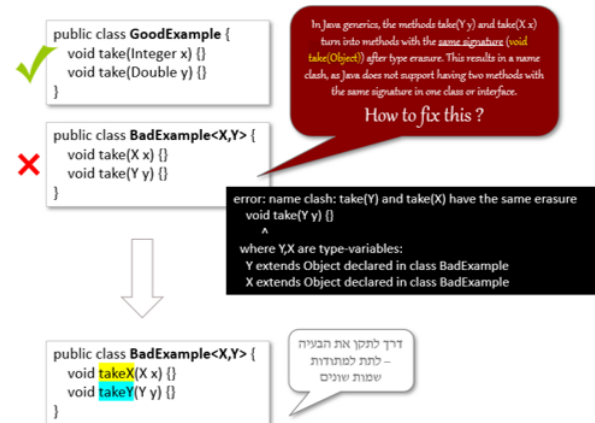 public class GoodExample {
void take(Integer x) {}
void take(Double y) {}
}
In Java generics, the methods take(Y y) and take(X x)
turn into methods with the same signature (void
take(Object)) after type erasure. This results in a name
clash, as Java does not support having two methods with
the same signature in one class or interface.
How to fix this ?
public class BadExample<X,Y> {
void take(X x) {}
void take(Y y) {}
}
error: name clash: take(Y) and take(X) have the same erasure
void take(Y y) {}
^
where Y,X are type-variables:
Y extends Object declared in class BadExample
X extends Object declared in class BadExample
public class BadExample<X,Y> {
void takeX(X x) {}
void takeY(Y y) {}
}
דרך לתקן את הבעיה
– לתת למתודות
שמות שונים